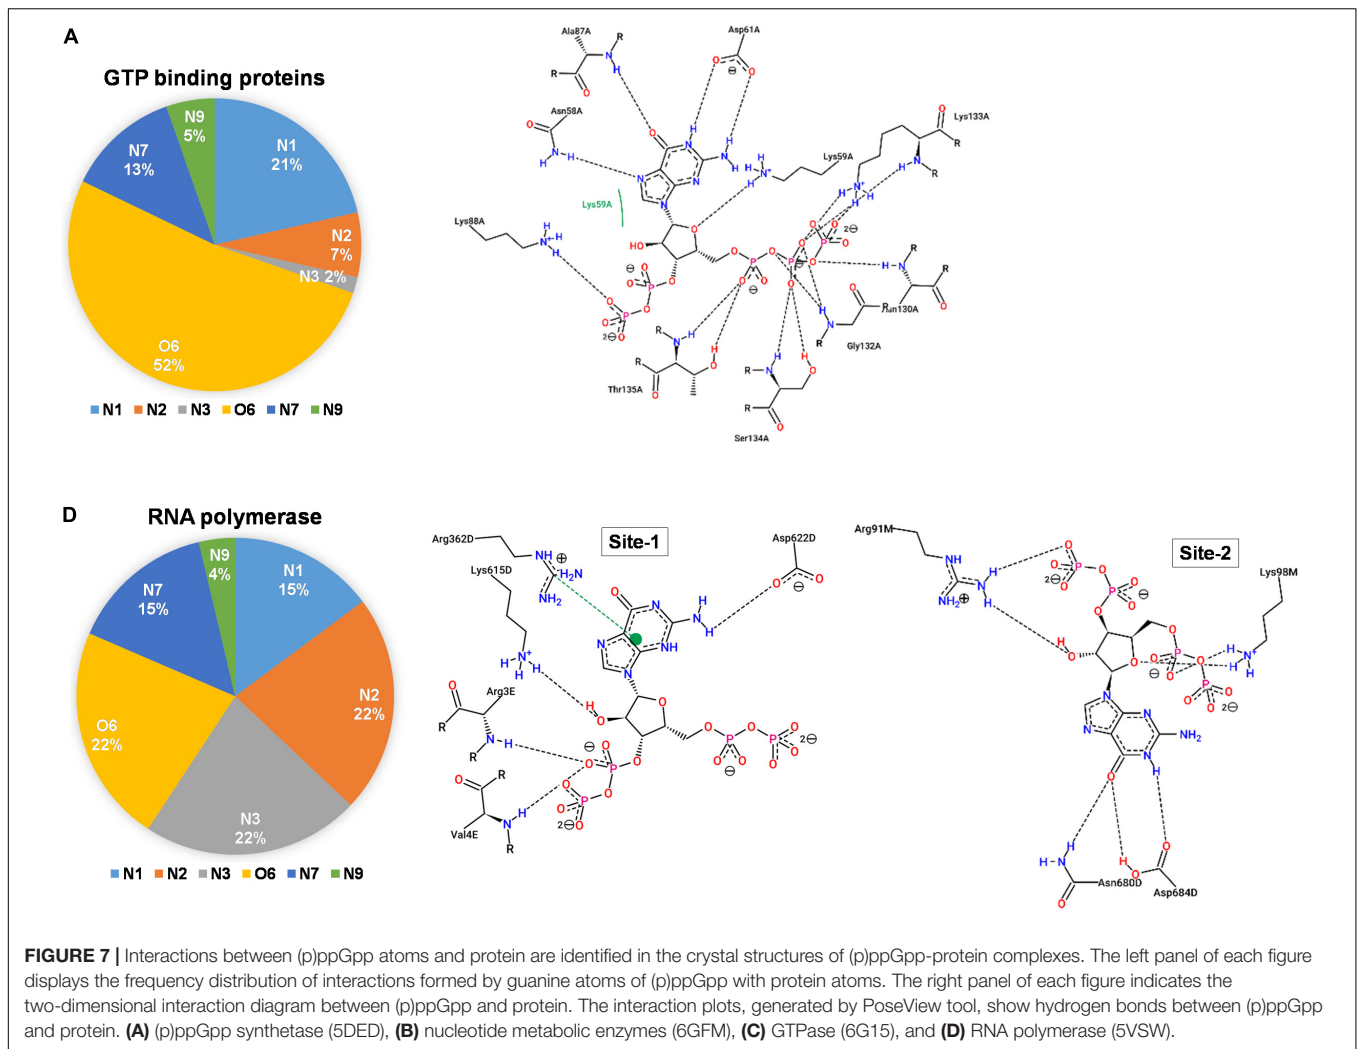 A
GTP binding proteins
N9
5%
N1
21%
N7
13%
N2
7%
N3 2%
O6
52%
N1 N2 N3 O6 N7 N9
Ala87A
Asp61A
Asn58A
Lys133A
Lys59A
Lys59A
Lys88A
Asn130A
Gly132A
Thr135A
Ser134A
D
RNA polymerase
N9
4%
N1
15%
N7
15%
N2
22%
O6
22%
N3
22%
N1 N2 N3 O6 N7 N9
Site-1
Arg362D
Asp622D
Lys615D
Arg3E
Val4E
Site-2
Arg91M
Lys98M
Asn680D
Asp684D
FIGURE 7 | Interactions between (p)ppGpp atoms and protein are identified in the crystal structures of (p)ppGpp-protein complexes. The left panel of each figure
displays the frequency distribution of interactions formed by guanine atoms of (p)ppGpp with protein atoms. The right panel of each figure indicates the
two-dimensional interaction diagram between (p)ppGpp and protein. The interaction plots, generated by PoseView tool, show hydrogen bonds between (p)ppGpp
and protein. (A) (p)ppGpp synthetase (5DED), (B) nucleotide metabolic enzymes (6GFM), (C) GTPase (6G15), and (D) RNA polymerase (5VSW).